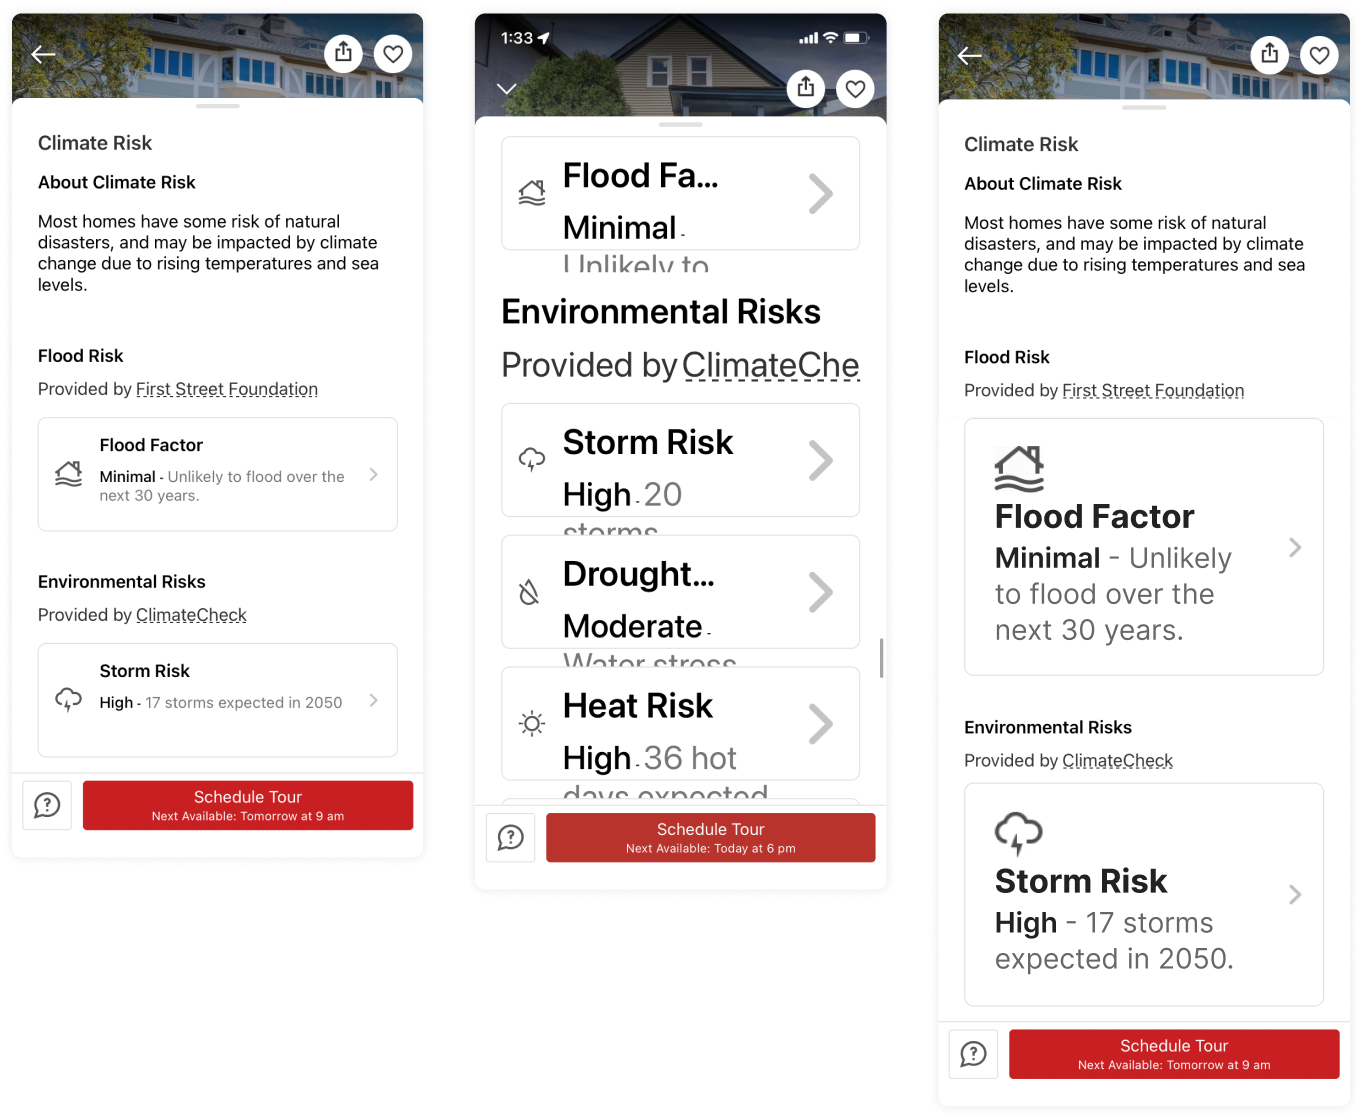 Climate Risk
About Climate Risk
Most homes have some risk of natural
disasters, and may be impacted by climate
change due to rising temperatures and sea
levels.
Flood Risk
Provided by First Street Foundation
Flood Factor
Minimal - Unlikely to flood over the
next 30 years.
Environmental Risks
Provided by ClimateCheck
Storm Risk
High - 17 storms expected in 2050
Schedule Tour
Next Available: Tomorrow at 9 am
1:33
Flood Fa...
Minimal -
Unlikely to
Environmental Risks
Provided by ClimateChe
Storm Risk
High - 20
storms
Drought...
Moderate -
Water stress
Heat Risk
High - 36 hot
days expected
Schedule Tour
Next Available: Today at 6 pm
Climate Risk
About Climate Risk
Most homes have some risk of natural
disasters, and may be impacted by climate
change due to rising temperatures and sea
levels.
Flood Risk
Provided by First Street Foundation
Flood Factor
Minimal - Unlikely
to flood over the
next 30 years.
Environmental Risks
Provided by ClimateCheck
Storm Risk
High - 17 storms
expected in 2050.
Schedule Tour
Next Available: Tomorrow at 9 am